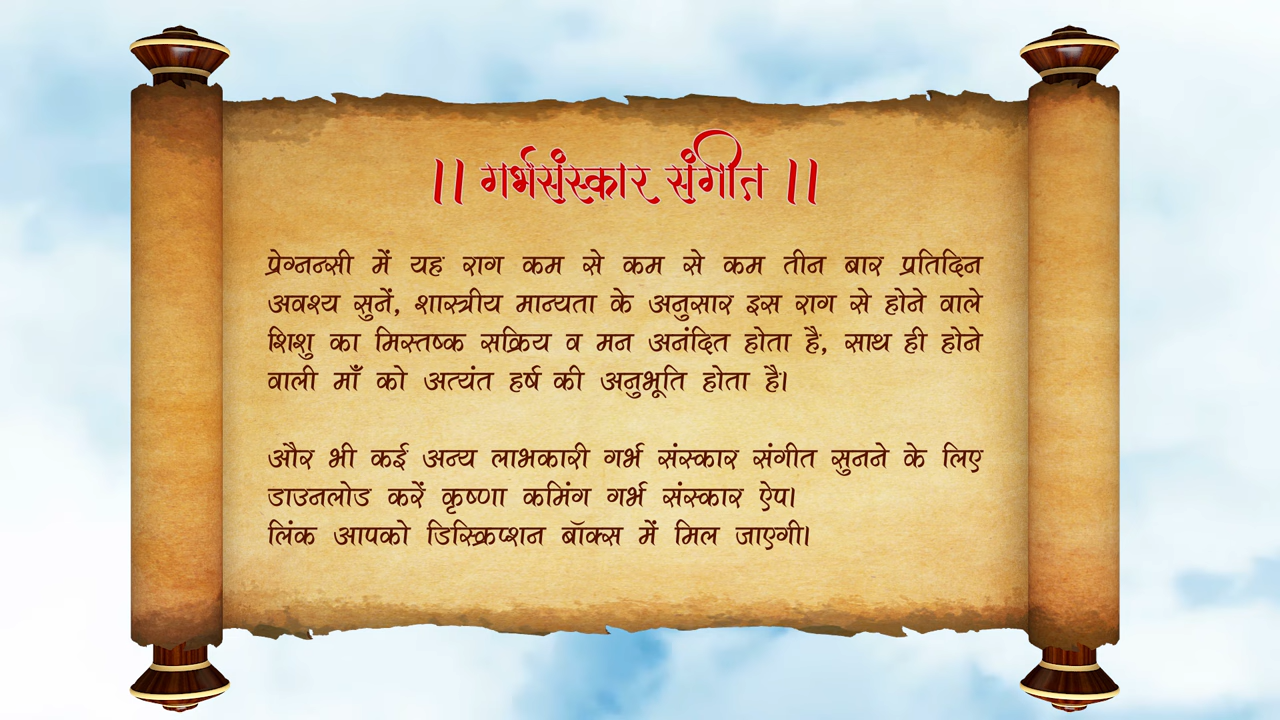 ।। गर्भसंस्कार संगीत ।।
प्रेग्नन्सी में यह राग कम से कम से कम तीन बार प्रतिदिन
अवश्य सुनें, शास्त्रीय मान्यता के अनुसार इस राग से होने वाले
शिशु का मिस्तष्क सक्रिय व मन अनंदित होता है, साथ ही होने
वाली माँ को अत्यंत हर्ष की अनुभूति होता है।
और भी कई अन्य लाभकारी गर्भ संस्कार संगीत सुनने के लिए
डाउनलोड करें कृष्णा कमिंग गर्भ संस्कार ऐप।
लिंक आपको डिस्क्रिप्शन बॉक्स में मिल जाएगी।